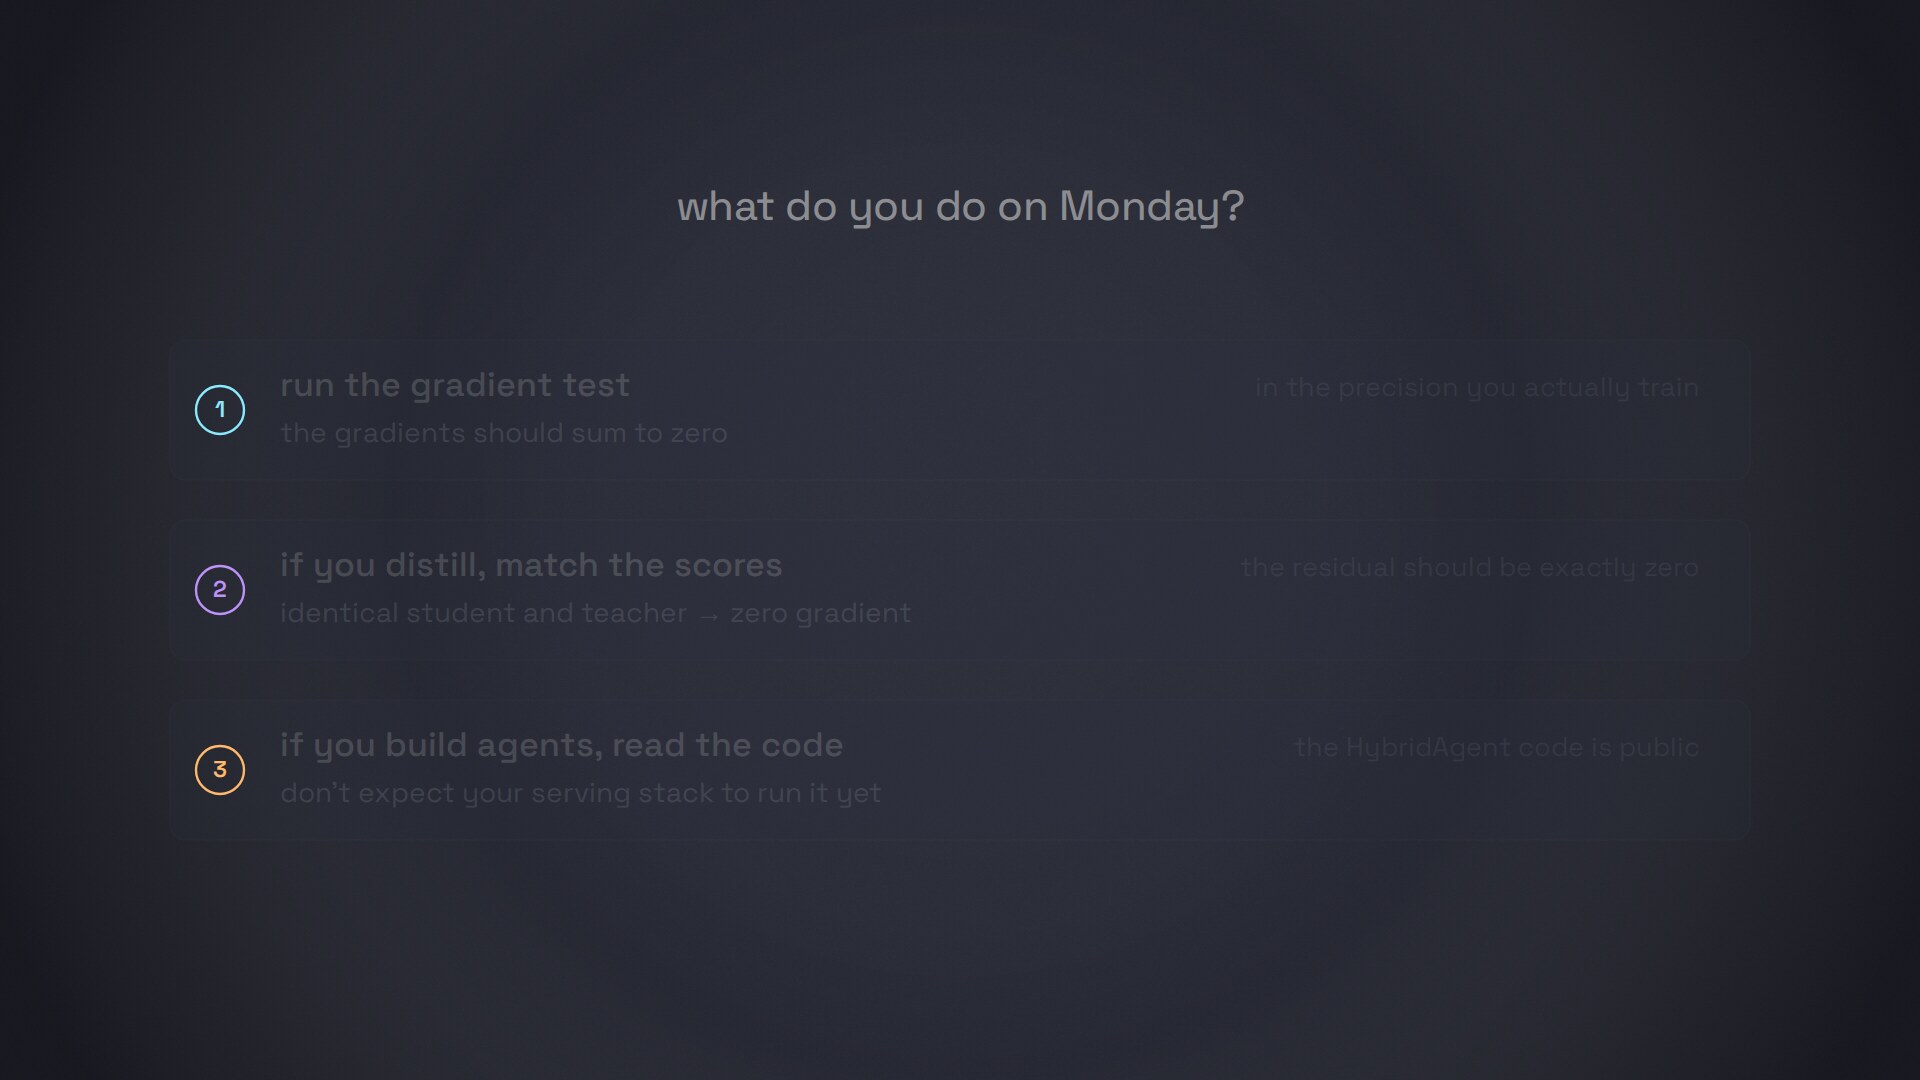 what do you do on Monday?
1
run the gradient test
in the precision you actually train
the gradients should sum to zero
2
if you distill, match the scores
the residual should be exactly zero
identical student and teacher → zero gradient
3
if you build agents, read the code
the HybridAgent code is public
don't expect your serving stack to run it yet